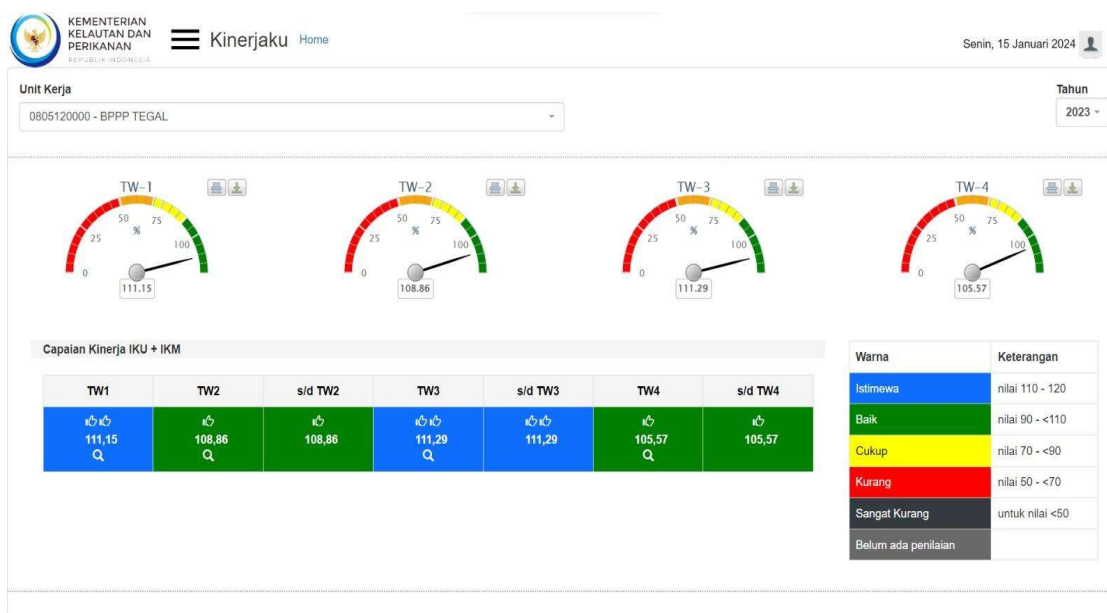 KEMENTERIAN
KELAUTAN DAN
PERIKANAN
REPUBLIK INDONESIA
Kinerjaku Home
Senin, 15 Januari 2024
Unit Kerja
Tahun
0805120000 - BPPP TEGAL
2023
TW-1
0 25 50 75 100
%
111.15
TW-2
0 25 50 75 100
%
108.86
TW-3
0 25 50 75 100
%
111.29
TW-4
0 25 50 75 100
%
105.57
Capaian Kinerja IKU + IKM
TW1 TW2 s/d TW2 TW3 s/d TW3 TW4 s/d TW4
111,15 108,86 108,86 111,29 111,29 105,57 105,57
Warna Keterangan
Istimewa nilai 110 - 120
Baik nilai 90 - <110
Cukup nilai 70 - <90
Kurang nilai 50 - <70
Sangat Kurang untuk nilai <50
Belum ada penilaian